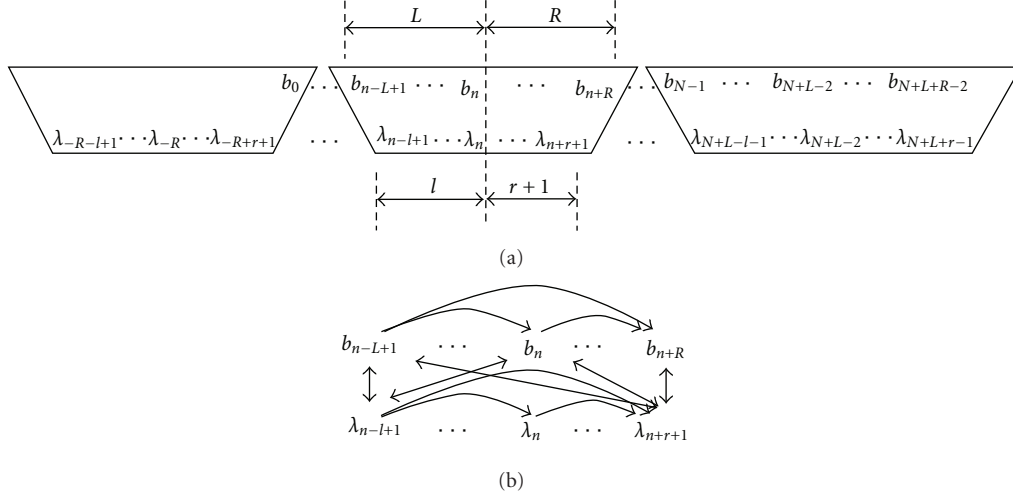 (a)
L R
b_0 ··· b_{n−L+1} ··· b_n ··· b_{n+R} ··· b_{N−1} ··· b_{N+L−2} ··· b_{N+L+R−2}
λ_{−R−l+1} ··· λ_{−R} ··· λ_{−R+r+1} ··· λ_{n−l+1} ··· λ_n ··· λ_{n+r+1} ··· λ_{N+L−l−1} ··· λ_{N+L−2} ··· λ_{N+L+r−1}
l r + 1
(a)
b_{n−L+1} ··· b_n ··· b_{n+R}
λ_{n−l+1} ··· λ_n ··· λ_{n+r+1}
(b)